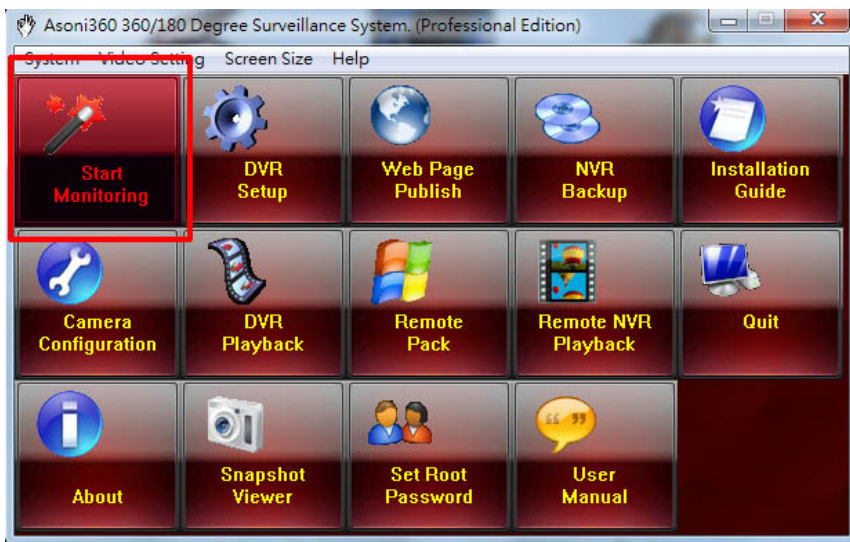 Asoni360 360/180 Degree Surveillance System. (Professional Edition)
System Video Setting Screen Size Help
Start
Monitoring
DVR
Setup
Web Page
Publish
NVR
Backup
Installation
Guide
Camera
Configuration
DVR
Playback
Remote
Pack
Remote NVR
Playback
Quit
About
Snapshot
Viewer
Set Root
Password
User
Manual